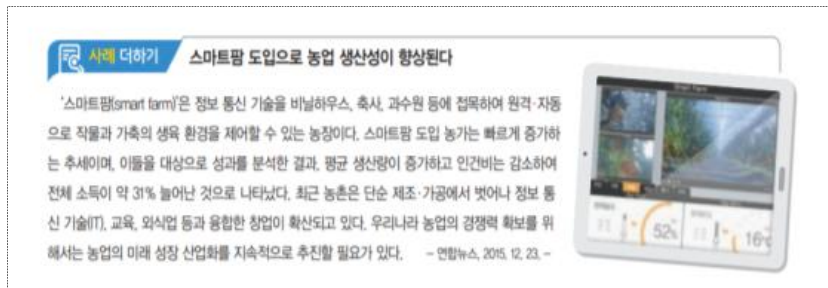 사례 더하기 스마트팜 도입으로 농업 생산성이 향상된다
'스마트팜(smart farm)'은 정보 통신 기술을 비닐하우스, 축사, 과수원 등에 접목하여 원격·자동
으로 작물과 가축의 생육 환경을 제어할 수 있는 농장이다. 스마트팜 도입 농가는 빠르게 증가하
는 추세이며, 이들을 대상으로 성과를 분석한 결과, 평균 생산량이 증가하고 인건비는 감소하여
전체 소득이 약 31% 늘어난 것으로 나타났다. 최근 농촌은 단순 제조·가공에서 벗어나 정보 통
신 기술(IT), 교육, 외식업 등과 융합한 창업이 확산되고 있다. 우리나라 농업의 경쟁력 확보를 위
해서는 농업의 미래 성장 산업화를 지속적으로 추진할 필요가 있다. - 연합뉴스, 2015. 12. 23. -
Smart Farm
52%
16℃